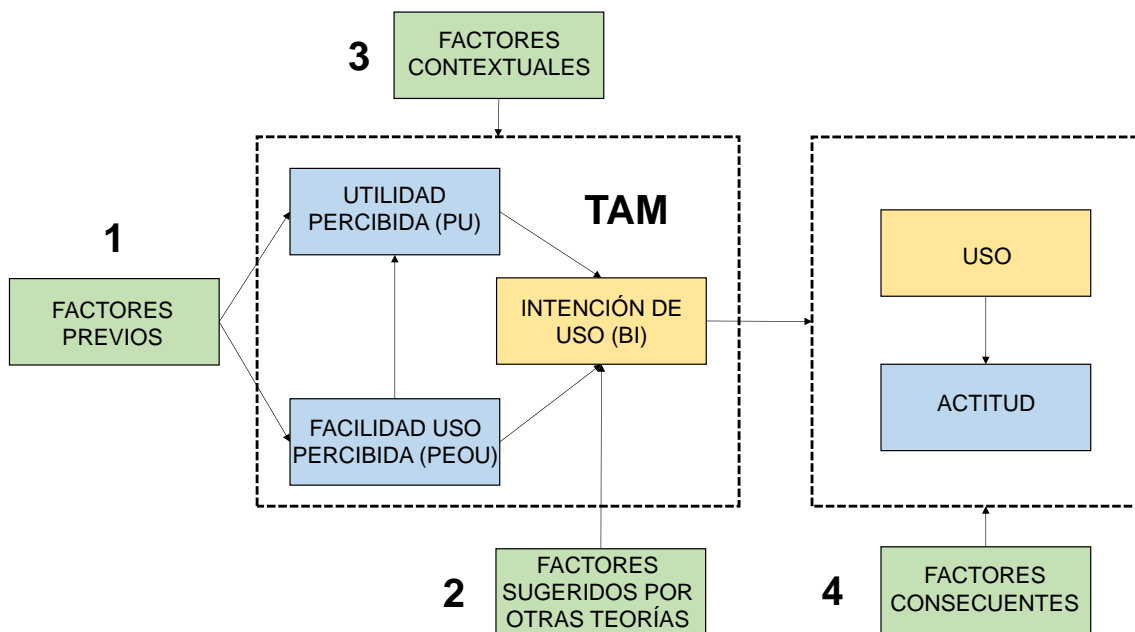 3
FACTORES
CONTEXTUALES
UTILIDAD
PERCIBIDA (PU)
TAM
1
USO
FACTORES
PREVIOS
INTENCIÓN DE
USO (BI)
FACILIDAD USO
PERCIBIDA (PEOU)
ACTITUD
2
FACTORES
SUGERIDOS POR
OTRAS TEORÍAS
4
FACTORES
CONSECUENTES